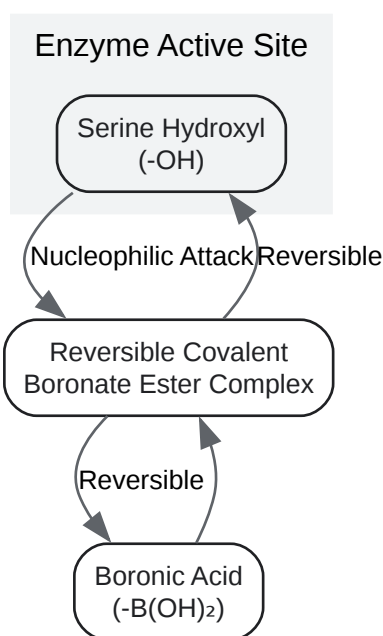 Enzyme Active Site
Serine Hydroxyl
(-OH)
Nucleophilic Attack
Reversible
Reversible Covalent
Boronate Ester Complex
Reversible
Boronic Acid
(-B(OH)₂)